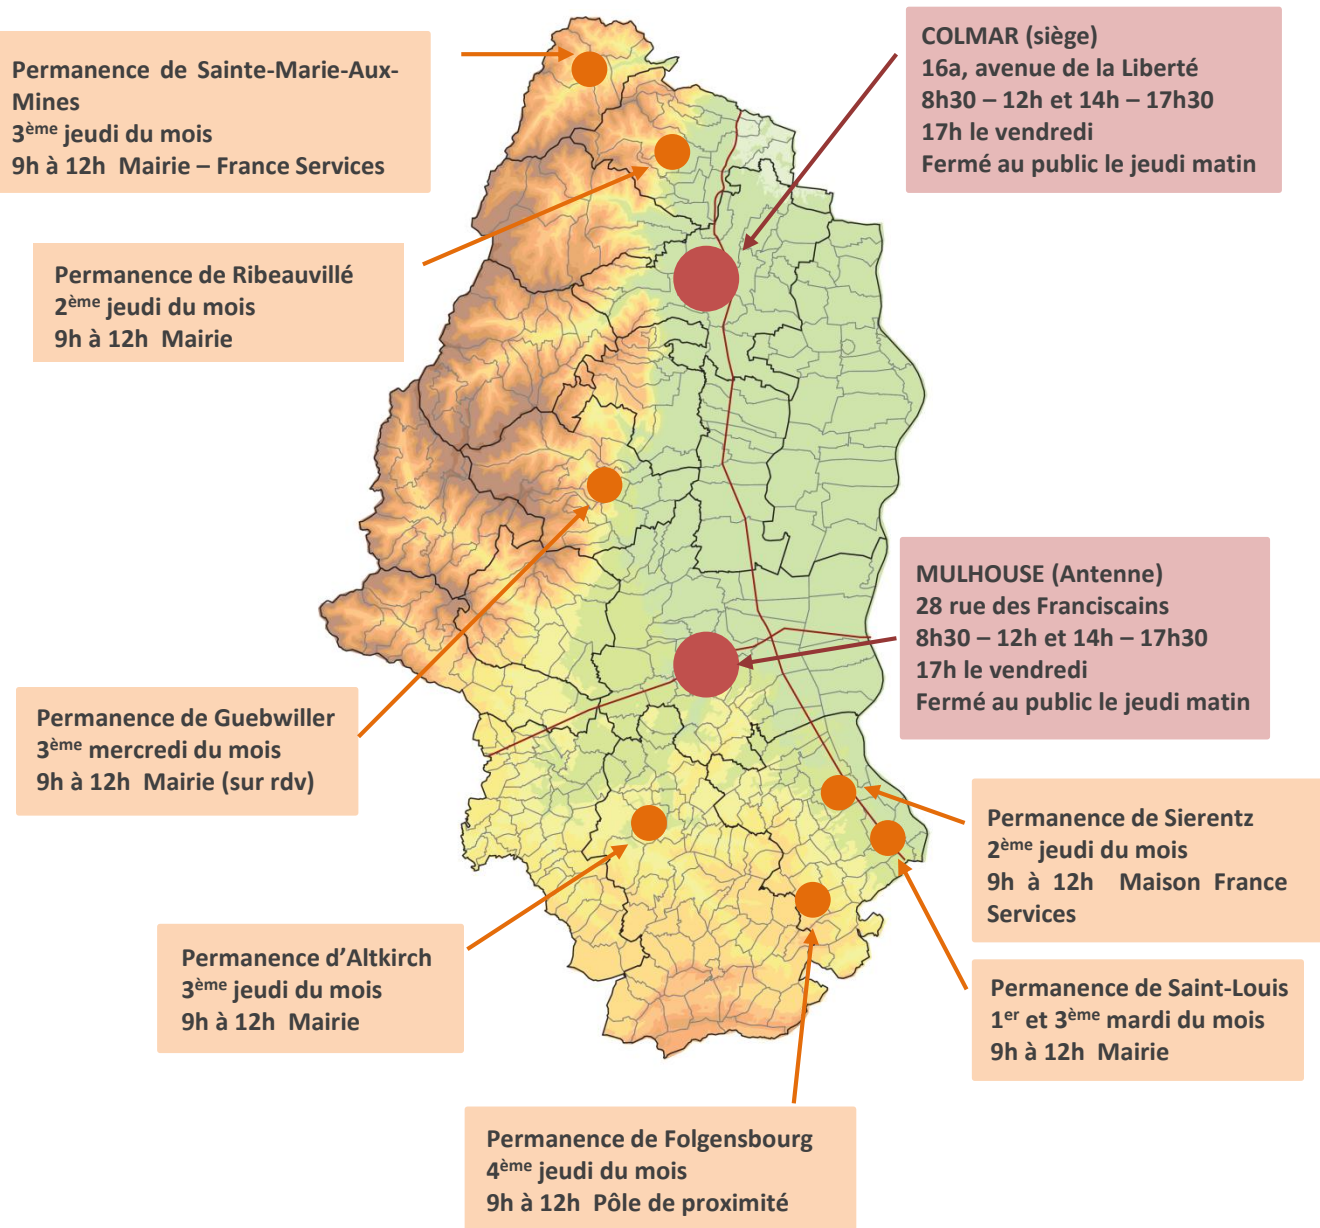 Permanence de Sainte-Marie-Aux-
Mines
3ème jeudi du mois
9h à 12h Mairie – France Services
COLMAR (siège)
16a, avenue de la Liberté
8h30 – 12h et 14h – 17h30
17h le vendredi
Fermé au public le jeudi matin
Permanence de Ribeauvillé
2ème jeudi du mois
9h à 12h Mairie
MULHOUSE (Antenne)
28 rue des Franciscains
8h30 – 12h et 14h – 17h30
17h le vendredi
Fermé au public le jeudi matin
Permanence de Guebwiller
3ème mercredi du mois
9h à 12h Mairie (sur rdv)
Permanence de Sierentz
2ème jeudi du mois
9h à 12h Maison France
Services
Permanence d’Altkirch
3ème jeudi du mois
9h à 12h Mairie
Permanence de Saint-Louis
1er et 3ème mardi du mois
9h à 12h Mairie
Permanence de Folgensbourg
4ème jeudi du mois
9h à 12h Pôle de proximité